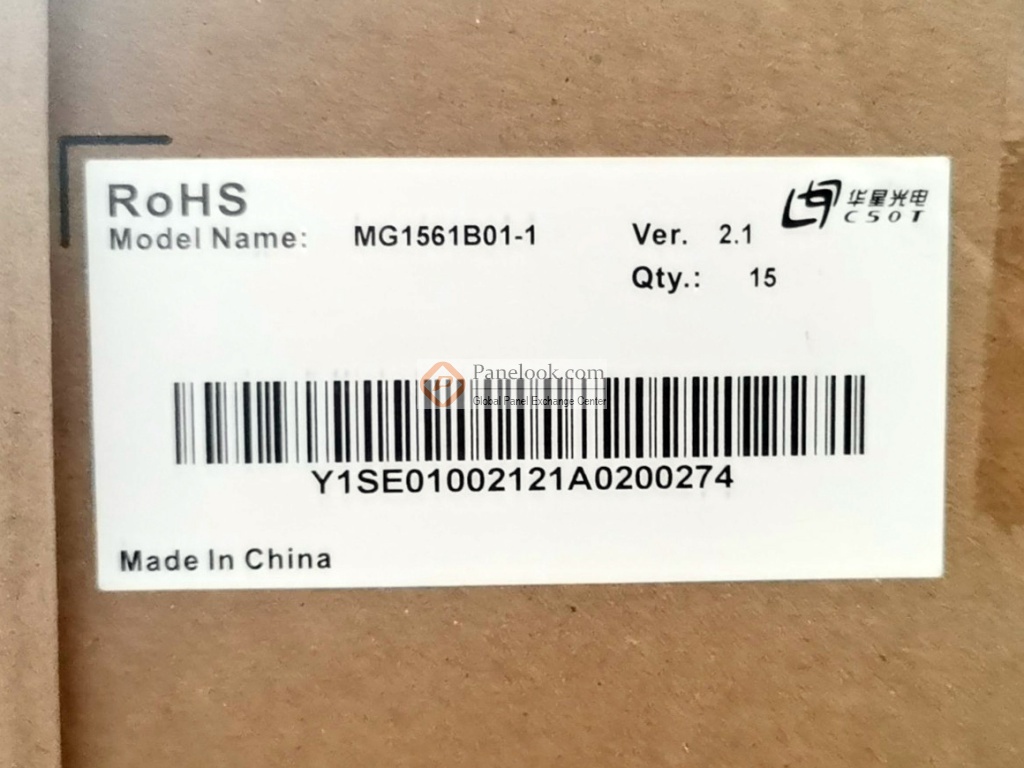 RoHS
Model Name: MG1561B01-1 Ver. 2.1
华星光电
CSOT
Qty.: 15
Panelook.com
Global Panel Exchange Center
Y1SE01002121A0200274
Made In China